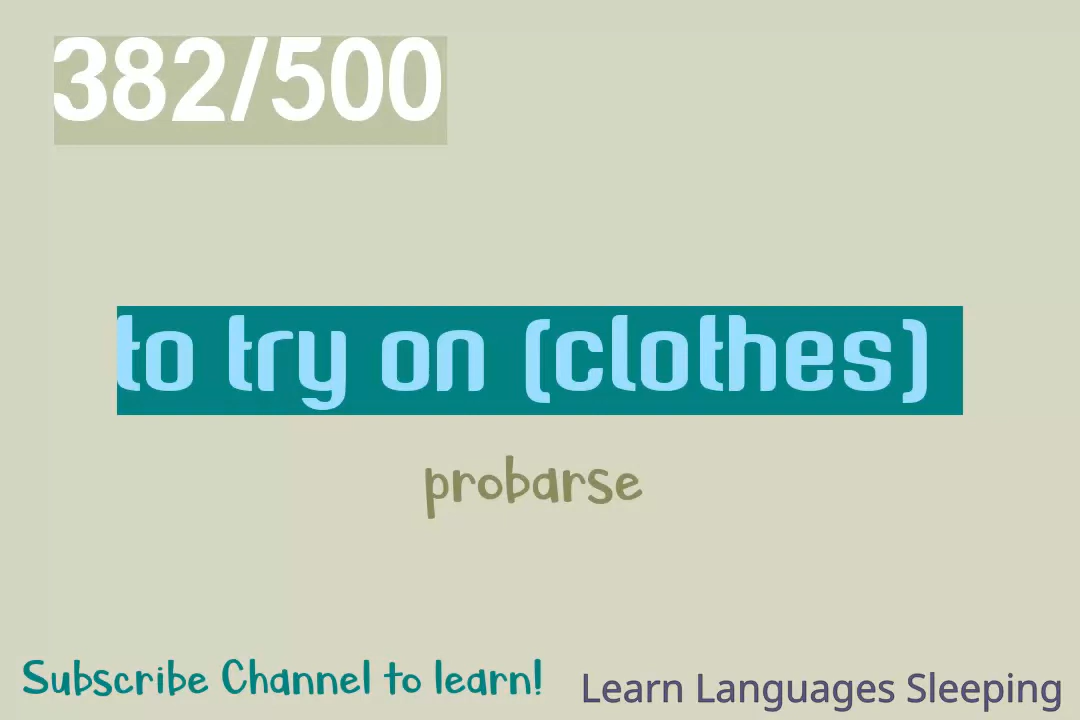 382/500
to try on (clothes)
probarse
Subscribe Channel to learn!
Learn Languages Sleeping